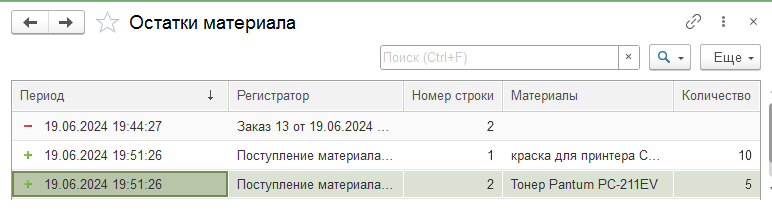 Остатки материала
Поиск (Ctrl+F) × Еще
Период ↓ Регистратор Номер строки Материалы Количество
19.06.2024 19:44:27 Заказ 13 от 19.06.2024 ... 2
19.06.2024 19:51:26 Поступление материала... 1 краска для принтера С... 10
19.06.2024 19:51:26 Поступление материала... 2 Тонер Pantum PC-211EV 5